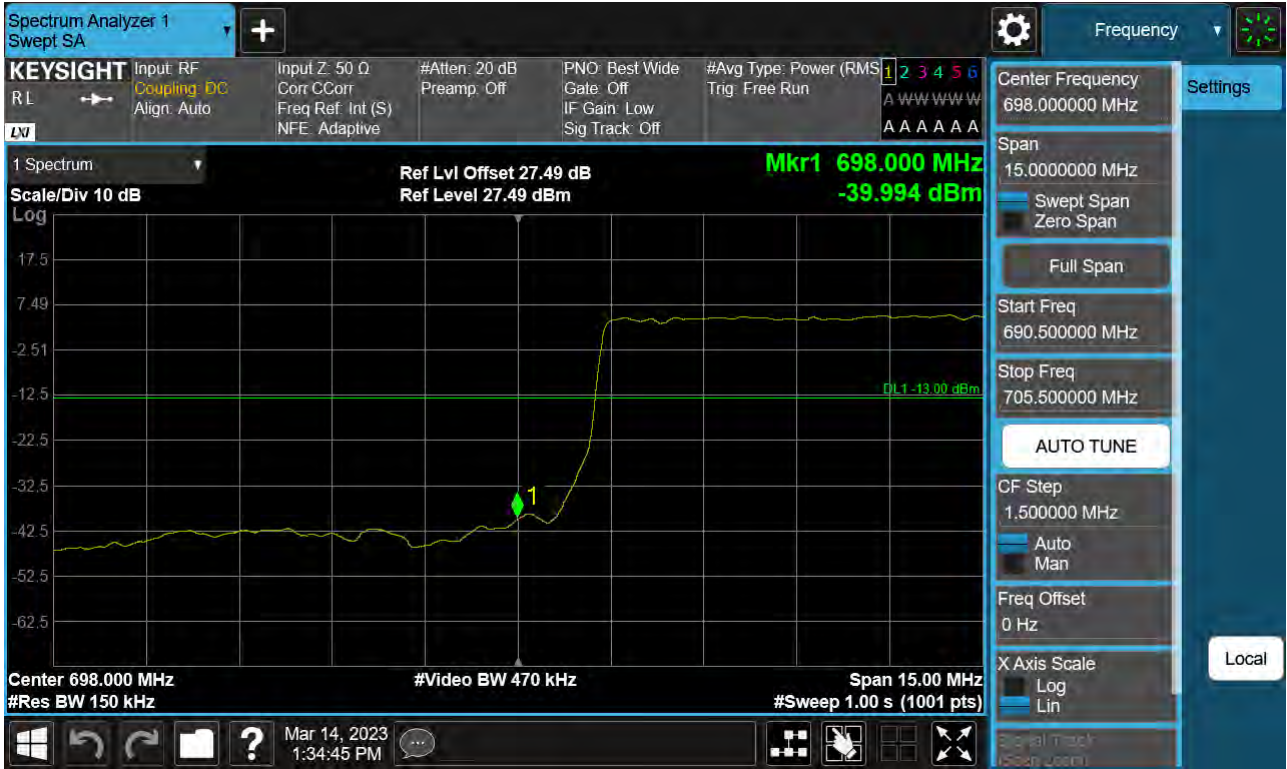 Spectrum Analyzer 1
Swept SA
Frequency
KEYSIGHT
RL
LXI
Input: RF
Coupling: DC
Align: Auto
Input Z: 50 Ω
Corr CCorr
Freq Ref: Int (S)
NFE: Adaptive
#Atten: 20 dB
Preamp: Off
PNO: Best Wide
Gate: Off
IF Gain: Low
Sig Track: Off
#Avg Type: Power (RMS
Trig: Free Run
1 2 3 4 5 6
A W W W W W
A A A A A A
1 Spectrum
Scale/Div 10 dB
Log
Ref Lvl Offset 27.49 dB
Ref Level 27.49 dBm
Mkr1 698.000 MHz
-39.994 dBm
17.5
7.49
-2.51
-12.5
-22.5
-32.5
-42.5
-52.5
-62.5
DL1 -13.00 dBm
1
Center 698.000 MHz
#Res BW 150 kHz
#Video BW 470 kHz
Span 15.00 MHz
#Sweep 1.00 s (1001 pts)
Center Frequency
698.000000 MHz
Settings
Span
15.0000000 MHz
Swept Span
Zero Span
Full Span
Start Freq
690.500000 MHz
Stop Freq
705.500000 MHz
AUTO TUNE
CF Step
1.500000 MHz
Auto
Man
Freq Offset
0 Hz
X Axis Scale
Log
Lin
Local
Signal Track
(Span Zoom)
?
Mar 14, 2023
1:34:45 PM